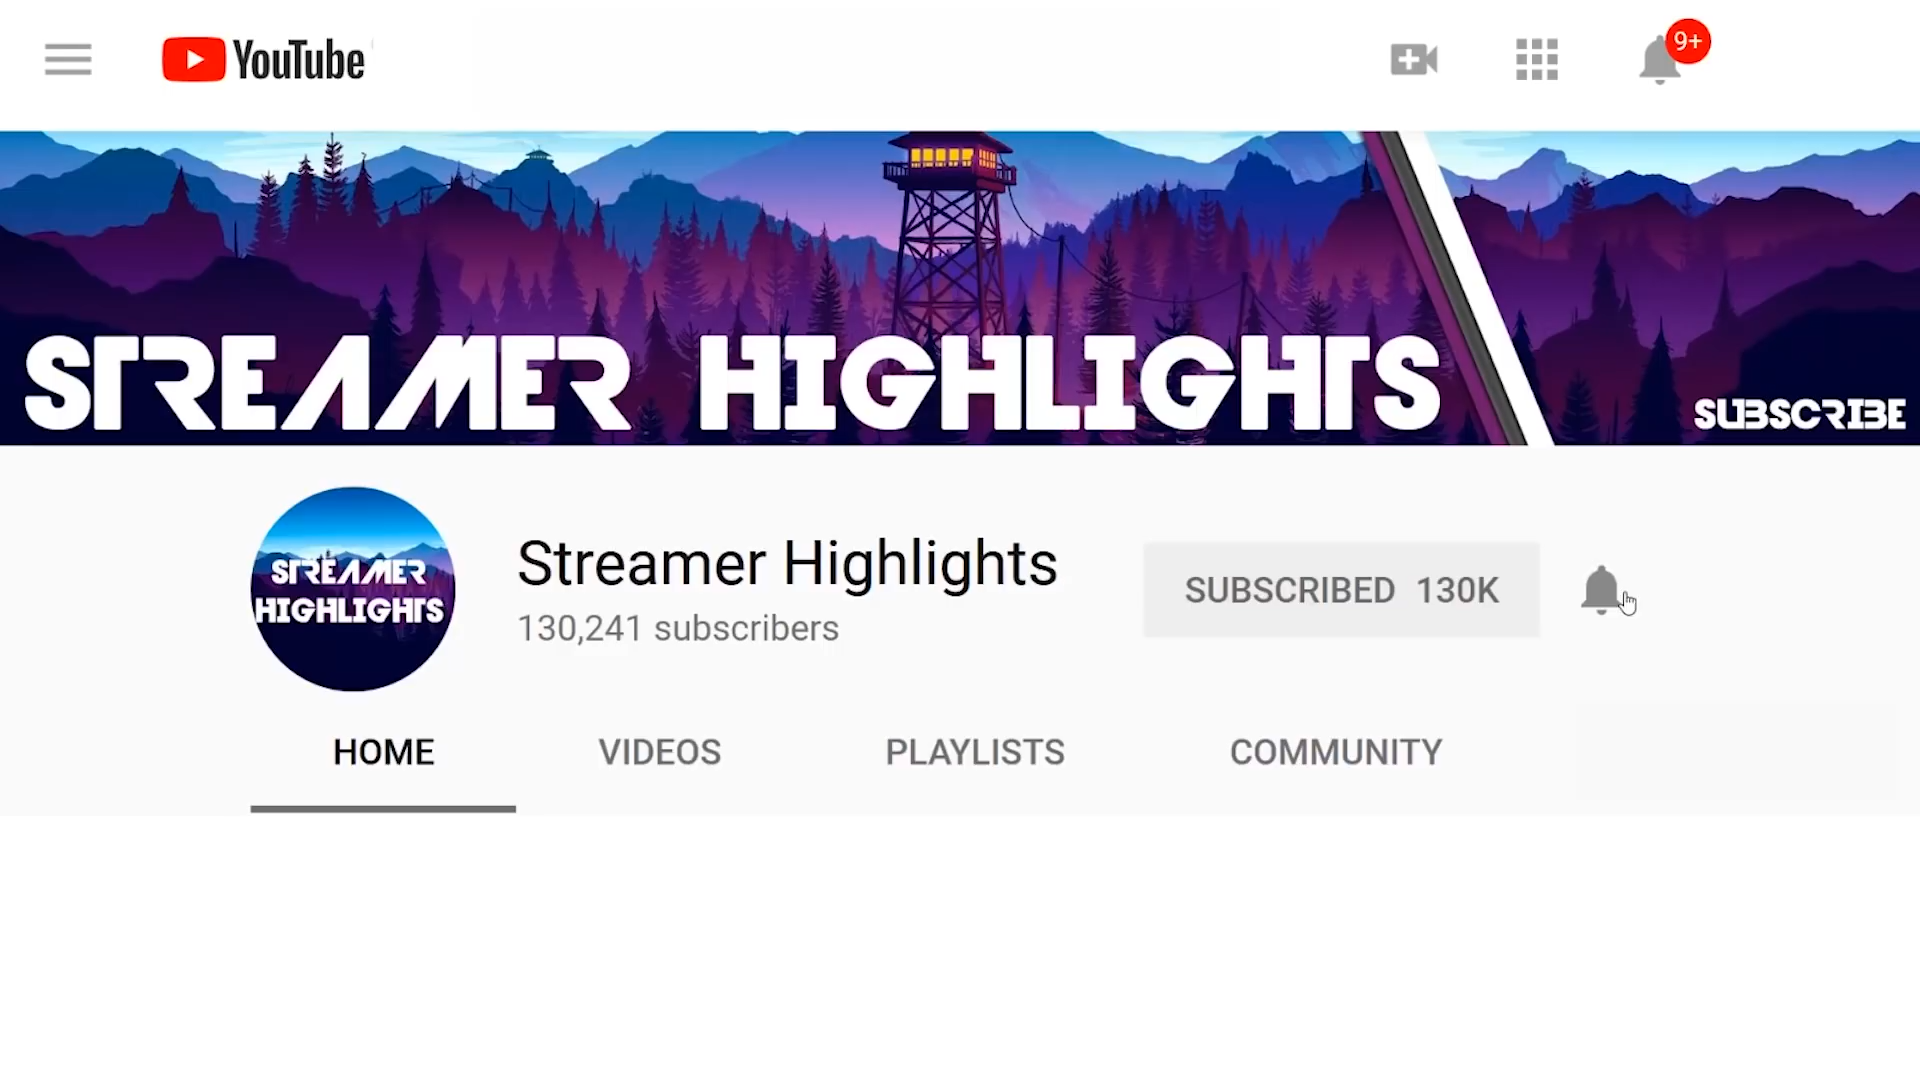 YouTube
9+
STREAMER HIGHLIGHTS
SUBSCRIBE
STREAMER
HIGHLIGHTS
Streamer Highlights
130,241 subscribers
SUBSCRIBED 130K
HOME VIDEOS PLAYLISTS COMMUNITY